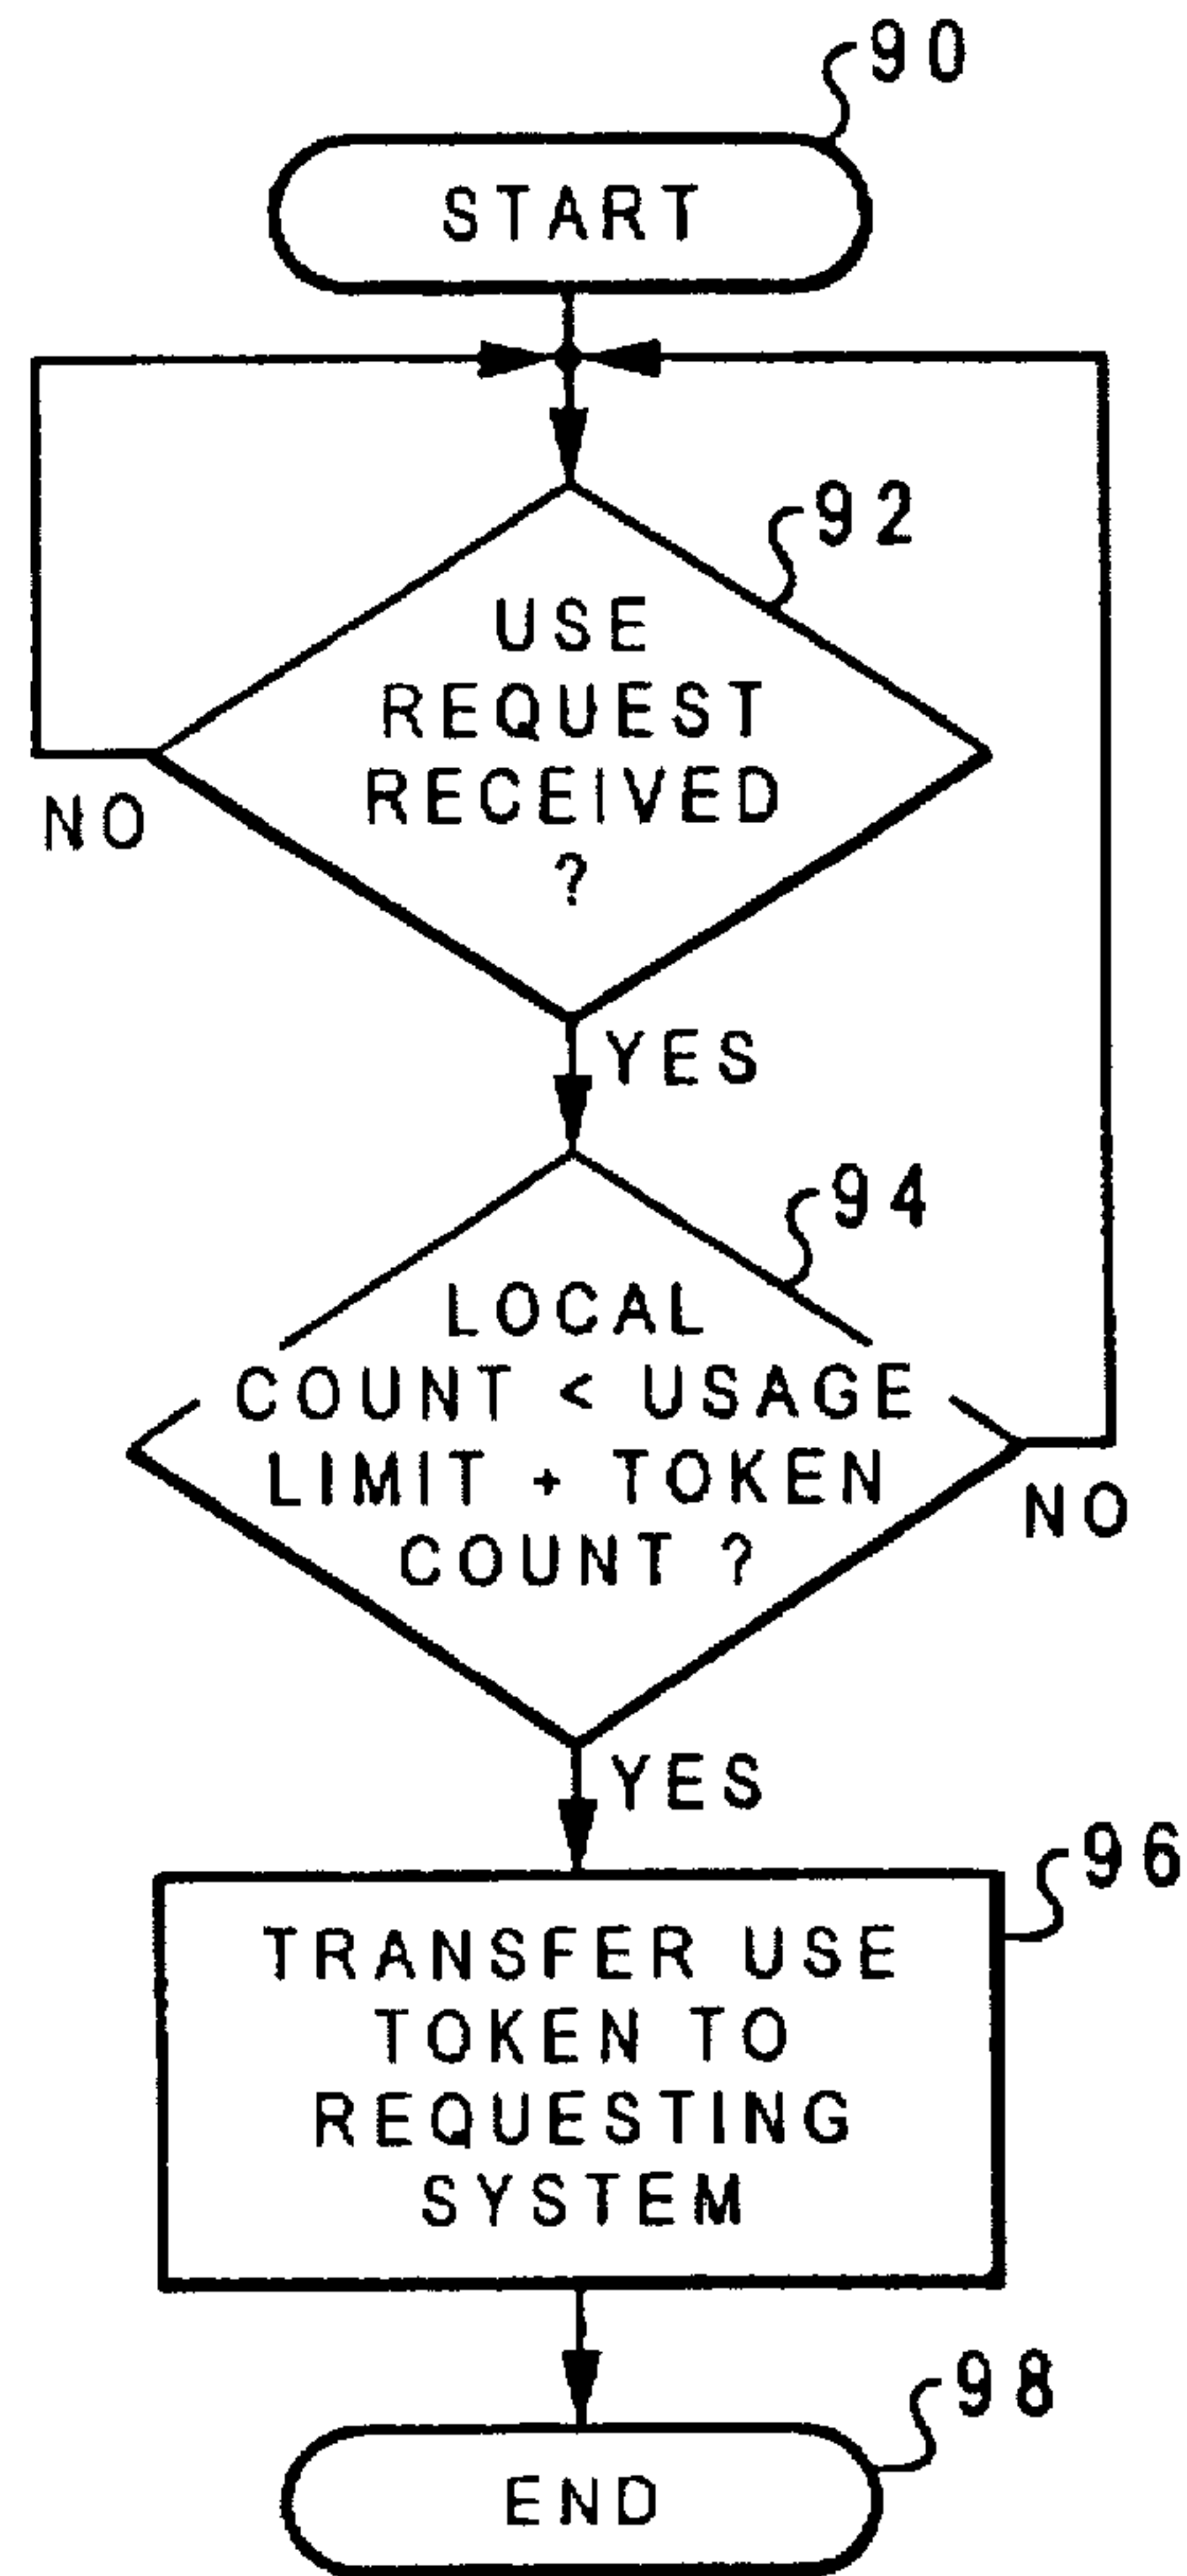 90
START
92
USE
REQUEST
RECEIVED
?
NO
YES
94
LOCAL
COUNT < USAGE
LIMIT + TOKEN
COUNT ?
NO
YES
96
TRANSFER USE
TOKEN TO
REQUESTING
SYSTEM
98
END